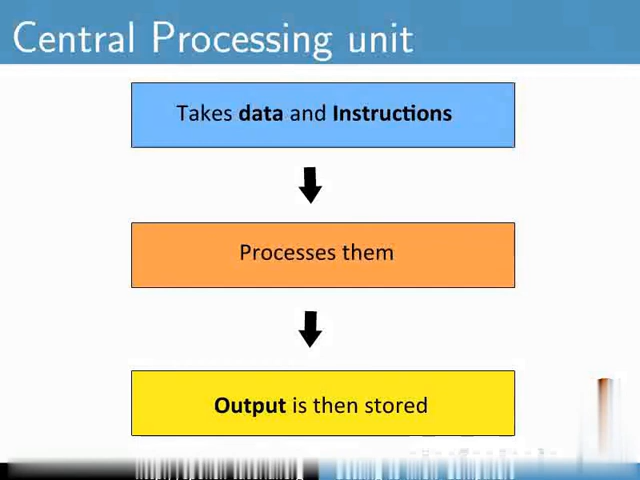 Central Processing unit
Takes data and Instructions
Processes them
Output is then stored